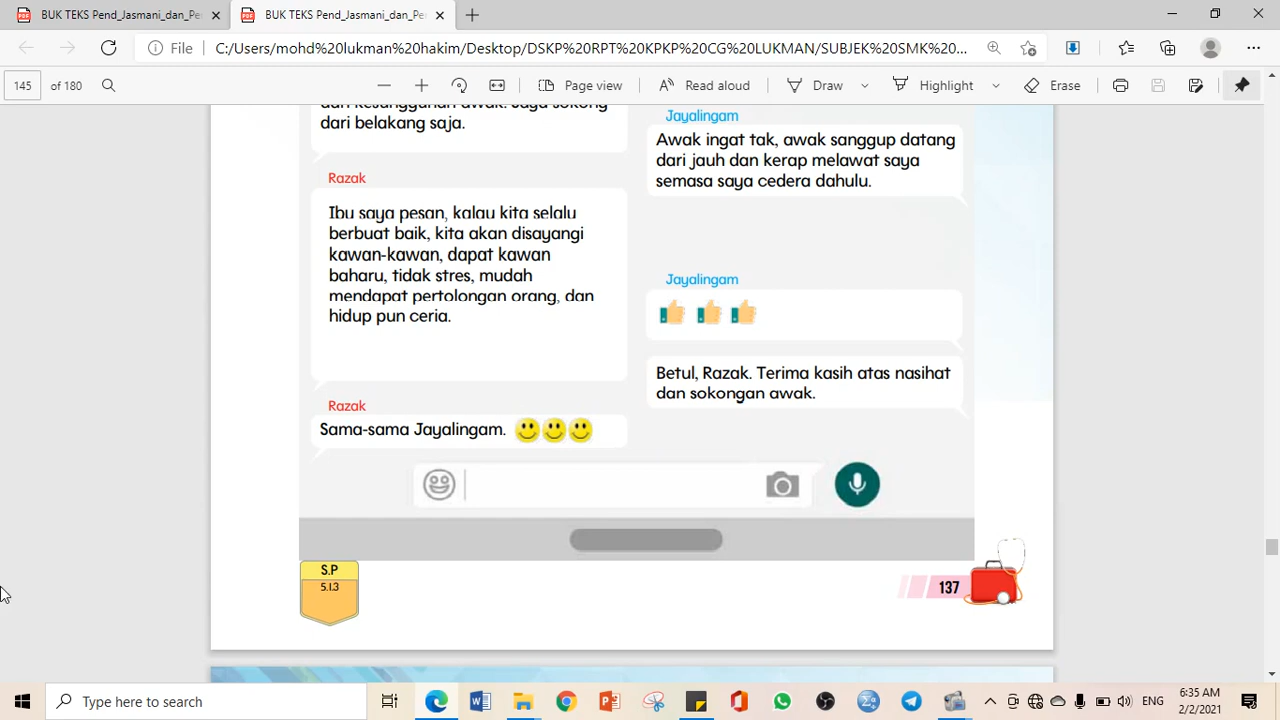 BUK TEKS Pend_Jasmani_dan_Per
BUK TEKS Pend_Jasmani_dan_Per
File
C:/Users/mohd%20lukman%20hakim/Desktop/DSKP%20RPT%20KPKP%20CG%20LUKMAN/SUBJEK%20SMK%20...
145 of 180
Page view
Read aloud
Draw
Highlight
Erase
dari belakang saja.
Razak
Ibu saya pesan, kalau kita selalu
berbuat baik, kita akan disayangi
kawan-kawan, dapat kawan
baharu, tidak stres, mudah
mendapat pertolongan orang, dan
hidup pun ceria.
Razak
Sama-sama Jayalingam.
Jayalingam
Awak ingat tak, awak sanggup datang
dari jauh dan kerap melawat saya
semasa saya cedera dahulu.
Jayalingam
Betul, Razak. Terima kasih atas nasihat
dan sokongan awak.
S.P
5.1.3
137
Type here to search
ENG
6:35 AM
2/2/2021